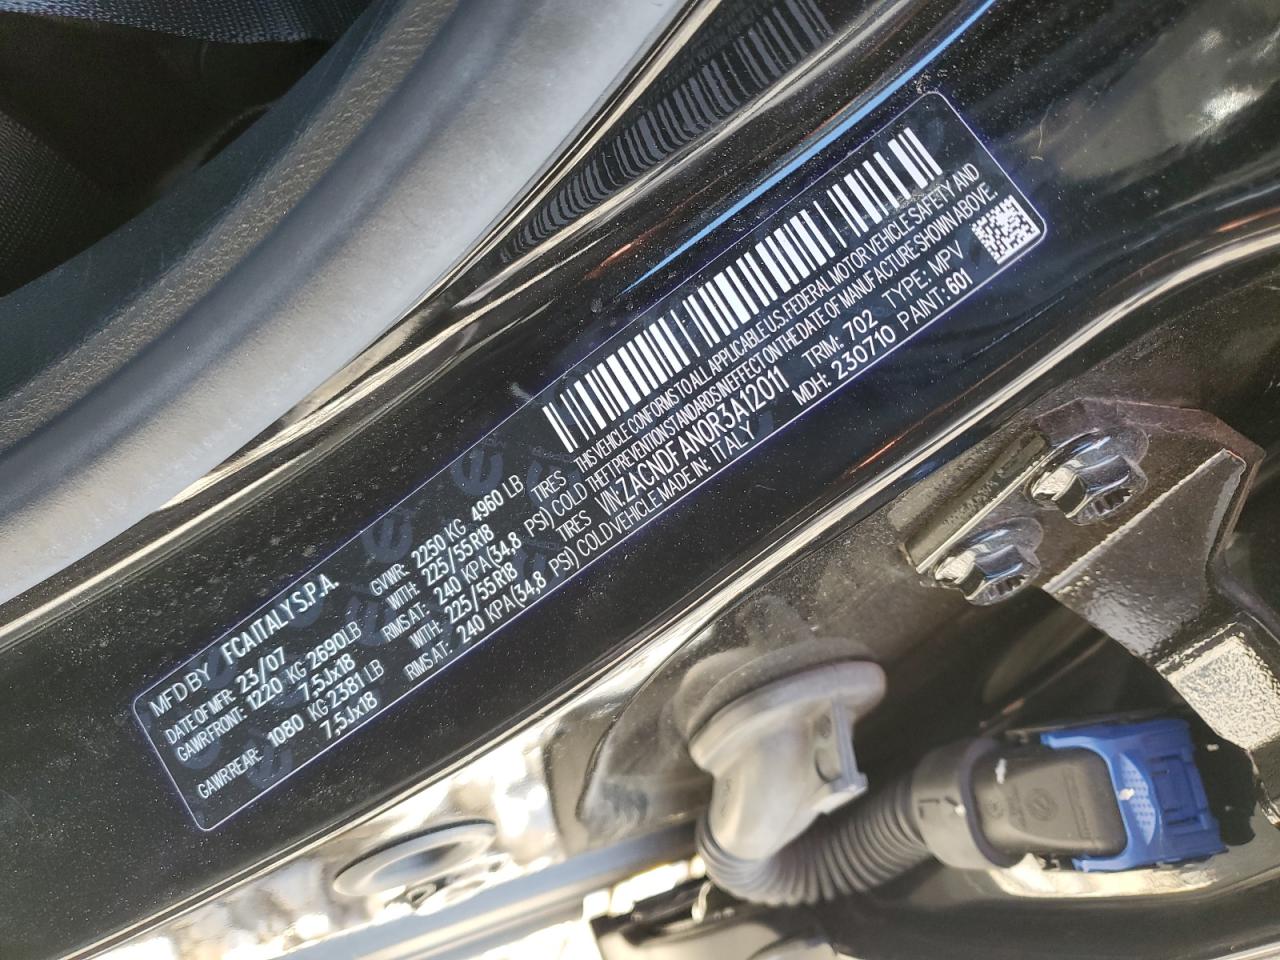 MFD BY FCA ITALY S.P.A.
DATE OF MFR: 23/07 GVWR: 2250 KG 4960 LB
GAWR FRONT: 1220 KG 2690 LB WITH: 225/55R18 TIRES
7,5Jx18 RIMS AT: 240 KPA(34,8 PSI) COLD
GAWR REAR: 1080 KG 2381 LB WITH: 225/55R18 TIRES
7,5Jx18 RIMS AT: 240 KPA(34,8 PSI) COLD
THIS VEHICLE CONFORMS TO ALL APPLICABLE U.S. FEDERAL MOTOR VEHICLE SAFETY AND
THEFT PREVENTION STANDARDS IN EFFECT ON THE DATE OF MANUFACTURE SHOWN ABOVE.
VIN: ZACNDFAN0R3A12011 TRIM: 702 TYPE: MPV
VEHICLE MADE IN: ITALY MDH: 230710 PAINT: 601